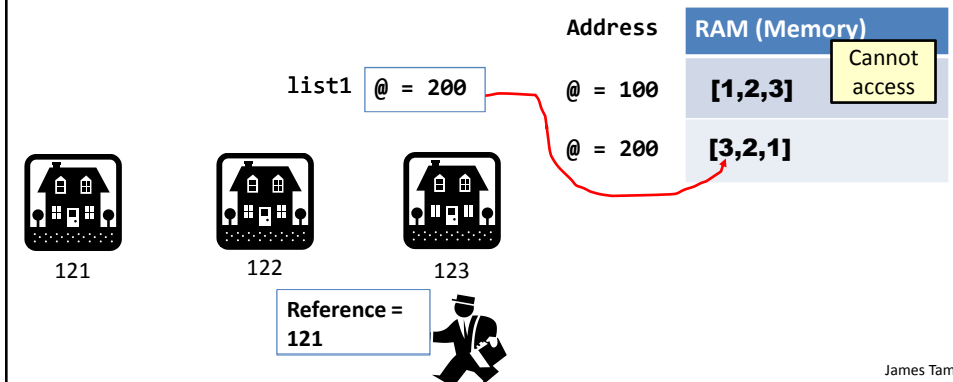 Address RAM (Memory)
Cannot
access
list1 @ = 200 @ = 100 [1,2,3]
@ = 200 [3,2,1]
121 122 123
Reference =
121
James Tam